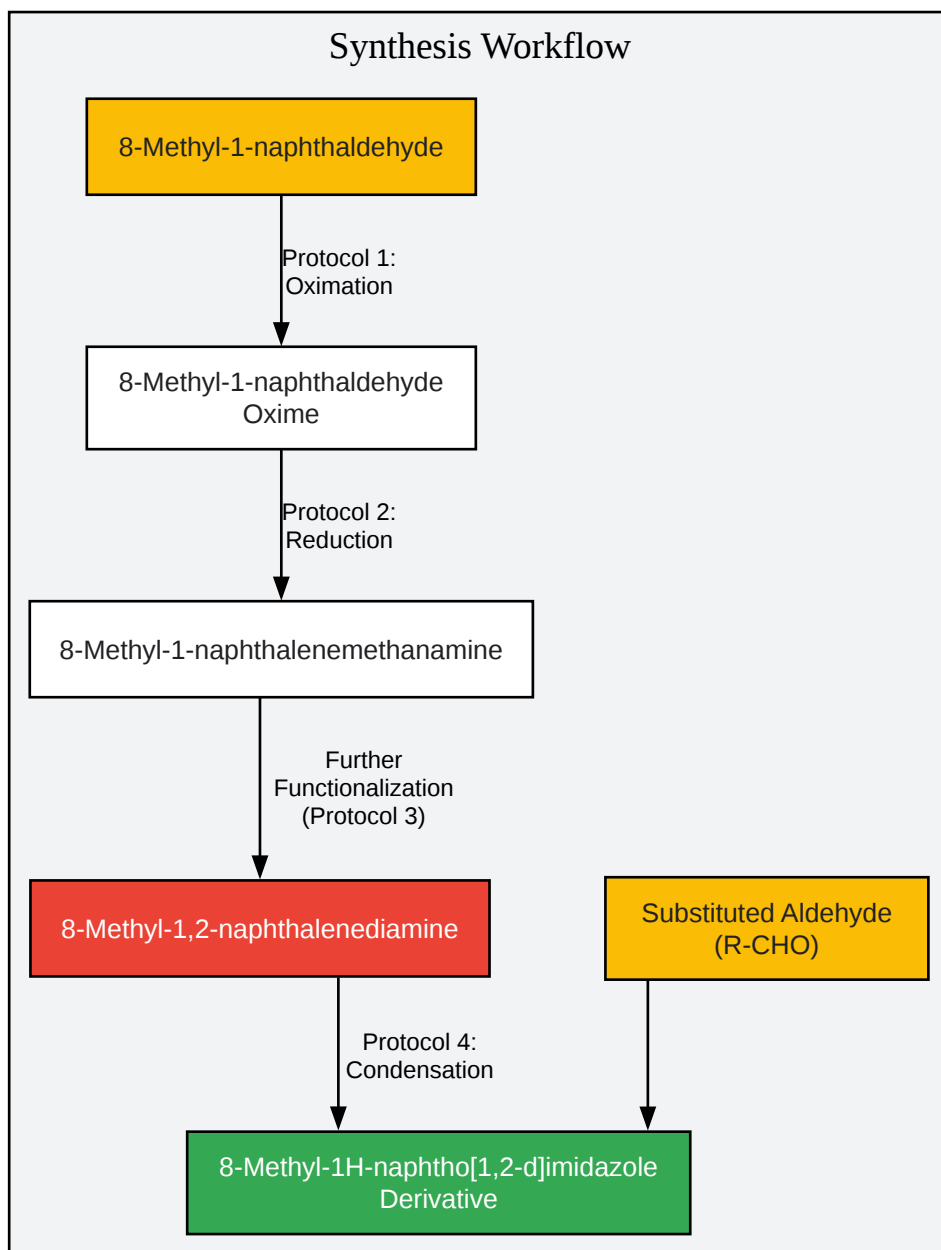 Synthesis Workflow
8-Methyl-1-naphthaldehyde
Protocol 1:
Oximation
8-Methyl-1-naphthaldehyde
Oxime
Protocol 2:
Reduction
8-Methyl-1-naphthalenemethanamine
Further
Functionalization
(Protocol 3)
8-Methyl-1,2-naphthalenediamine
Substituted Aldehyde
(R-CHO)
Protocol 4:
Condensation
8-Methyl-1H-naphtho[1,2-d]imidazole
Derivative